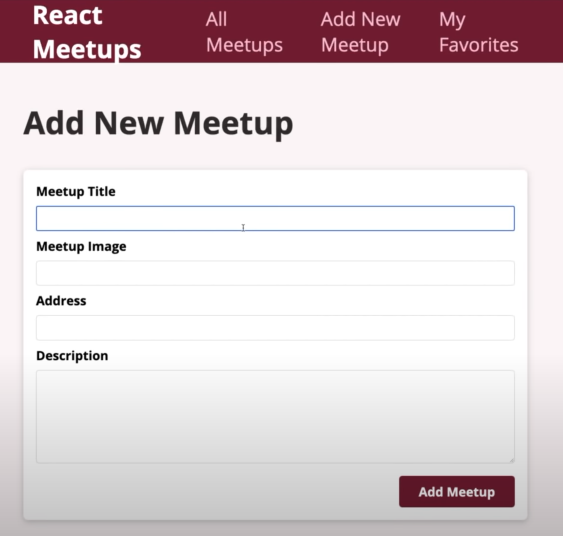 React
Meetups
All
Meetups
Add New
Meetup
My
Favorites
Add New Meetup
Meetup Title
Meetup Image
Address
Description
Add Meetup